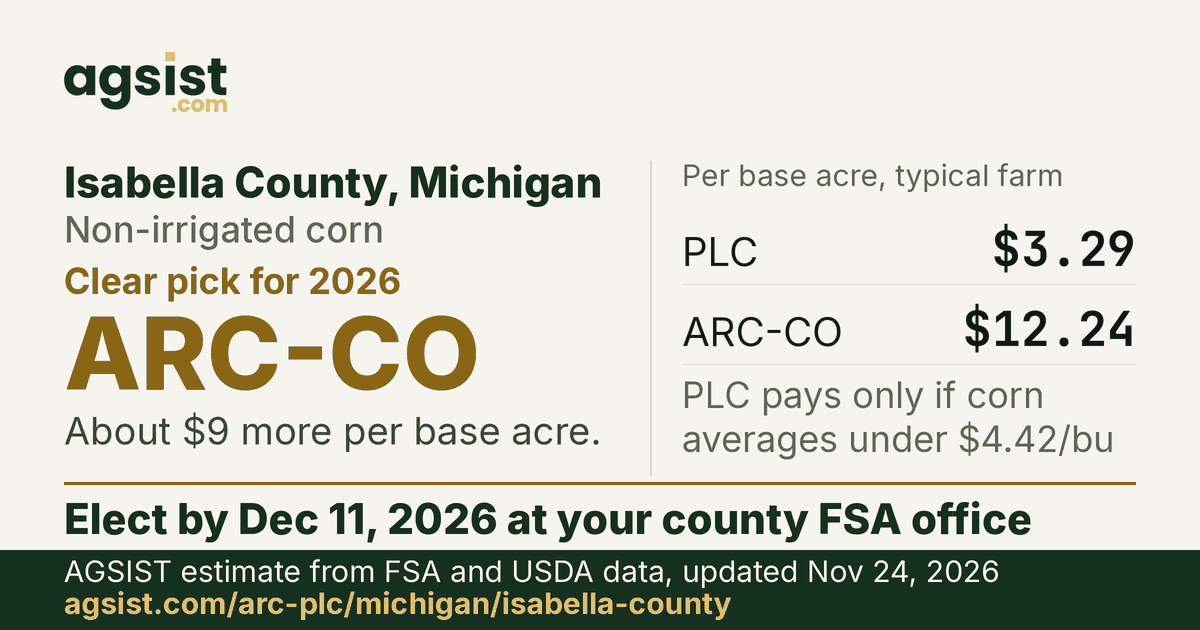 agsist
.com
Isabella County, Michigan
Non-irrigated corn
Clear pick for 2026
ARC-CO
About $9 more per base acre.
Per base acre, typical farm
PLC $3.29
ARC-CO $12.24
PLC pays only if corn
averages under $4.42/bu
Elect by Dec 11, 2026 at your county FSA office
AGSIST estimate from FSA and USDA data, updated Nov 24, 2026
agsist.com/arc-plc/michigan/isabella-county